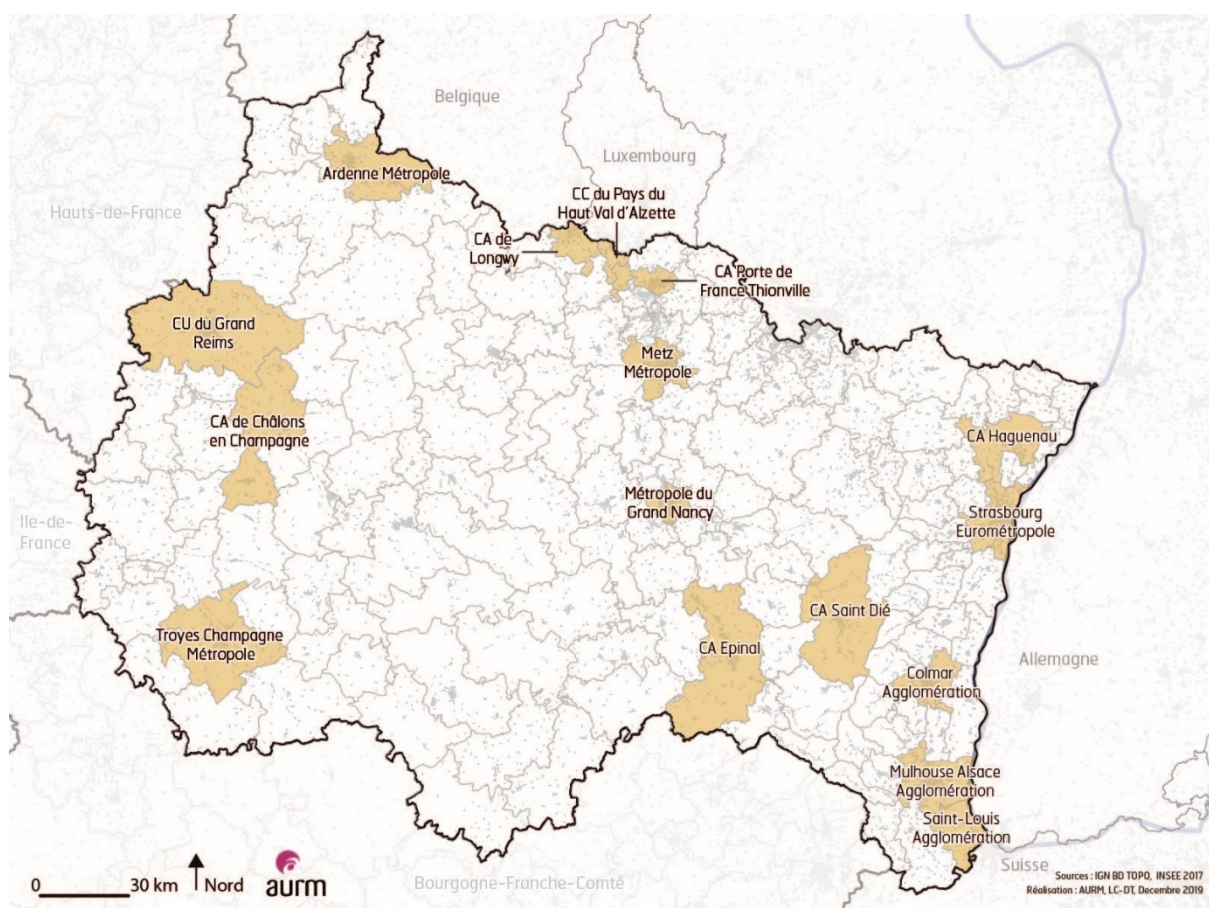 Belgique
Luxembourg
Ardenne Métropole
Hauts-de-France
CC du Pays du
Haut Val d'Alzette
CA de
Longwy
CA Porte de
France Thionville
CU du Grand
Reims
Metz
Métropole
CA de Châlons
en Champagne
CA Haguenau
Métropole du
Grand Nancy
Strasbourg
Eurométropole
Ile-de-
France
CA Saint Dié
Troyes Champagne
Métropole
CA Epinal
Allemagne
Colmar
Agglomération
Mulhouse Alsace
Agglomération
Saint-Louis
Agglomération
Suisse
0 30 km
Nord
aurm
Bourgogne-Franche-Comté
Sources : IGN BD TOPO, INSEE 2017
Réalisation : AURM, LC-DT, Decembre 2019